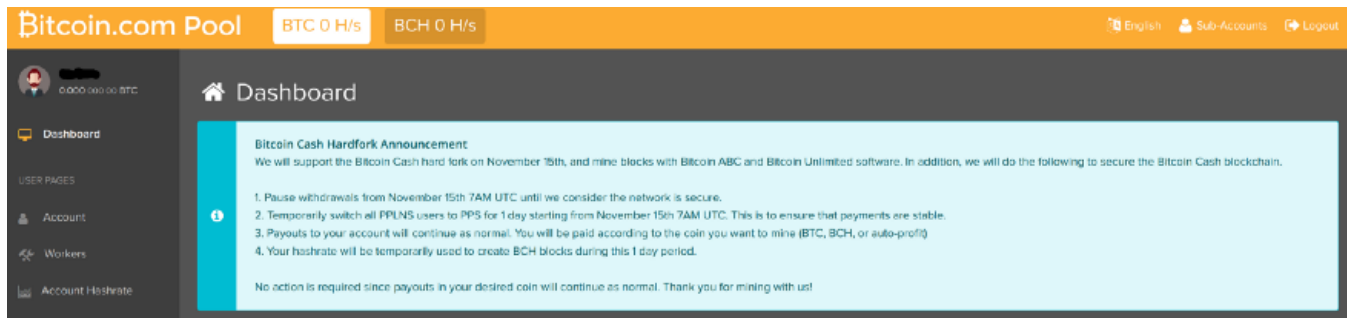 Bitcoin.com Pool BTC 0 H/s BCH 0 H/s English Sub-Accounts Logout
0.000 000 00 BTC
Dashboard
Dashboard
Bitcoin Cash Hardfork Announcement
We will support the Bitcoin Cash hard fork on November 15th, and mine blocks with Bitcoin ABC and Bitcoin Unlimited software. In addition, we will do the following to secure the Bitcoin Cash blockchain.
USER PAGES
1. Pause withdrawals from November 15th 7AM UTC until we consider the network is secure.
Account
2. Temporarily switch all PPLNS users to PPS for 1 day starting from November 15th 7AM UTC. This is to ensure that payments are stable.
3. Payouts to your account will continue as normal. You will be paid according to the coin you want to mine (BTC, BCH, or auto-profit)
Workers
4. Your hashrate will be temporarily used to create BCH blocks during this 1 day period.
Account Hashrate
No action is required since payouts in your desired coin will continue as normal. Thank you for mining with us!